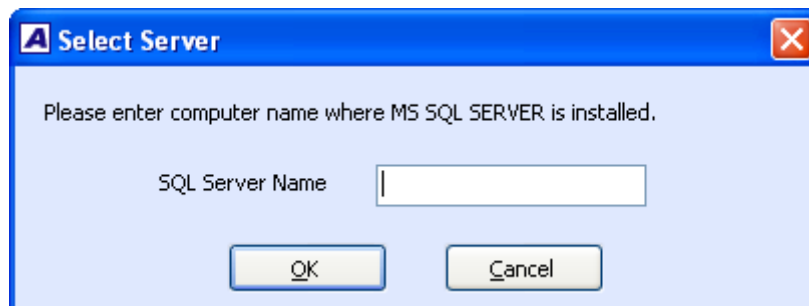 A Select Server
Please enter computer name where MS SQL SERVER is installed.
SQL Server Name
OK Cancel